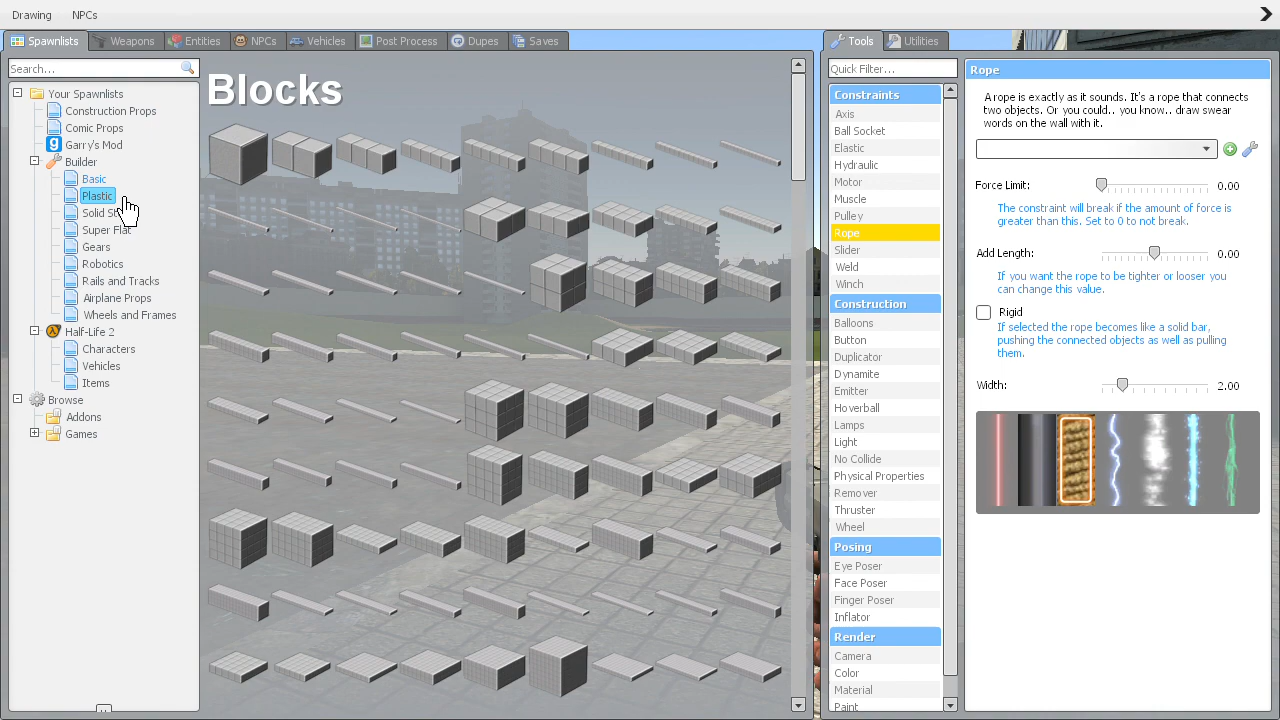 Drawing NPCs
Spawnlists Weapons Entities NPCs Vehicles Post Process Dupes Saves
Search...
Your Spawnlists
Construction Props
Comic Props
Garry's Mod
Builder
Basic
Plastic
Solid
Super Flat
Gears
Robotics
Rails and Tracks
Airplane Props
Wheels and Frames
Half-Life 2
Characters
Vehicles
Items
Browse
Addons
Games
Blocks
Tools Utilities
Quick Filter...
Constraints
Axis
Ball Socket
Elastic
Hydraulic
Motor
Muscle
Pulley
Rope
Slider
Weld
Winch
Construction
Balloons
Button
Duplicator
Dynamite
Emitter
Hoverball
Lamps
Light
No Collide
Physical Properties
Remover
Thruster
Wheel
Posing
Eye Poser
Face Poser
Finger Poser
Inflator
Render
Camera
Color
Material
Paint
Rope
A rope is exactly as it sounds. It's a rope that connects
two objects. Or you could.. you know.. draw swear
words on the wall with it.
Force Limit: 0.00
The constraint will break if the amount of force is
greater than this. Set to 0 to not break.
Add Length: 0.00
If you want the rope to be tighter or looser you
can change this value.
Rigid
If selected the rope becomes like a solid bar,
pushing the connected objects as well as pulling
them.
Width: 2.00